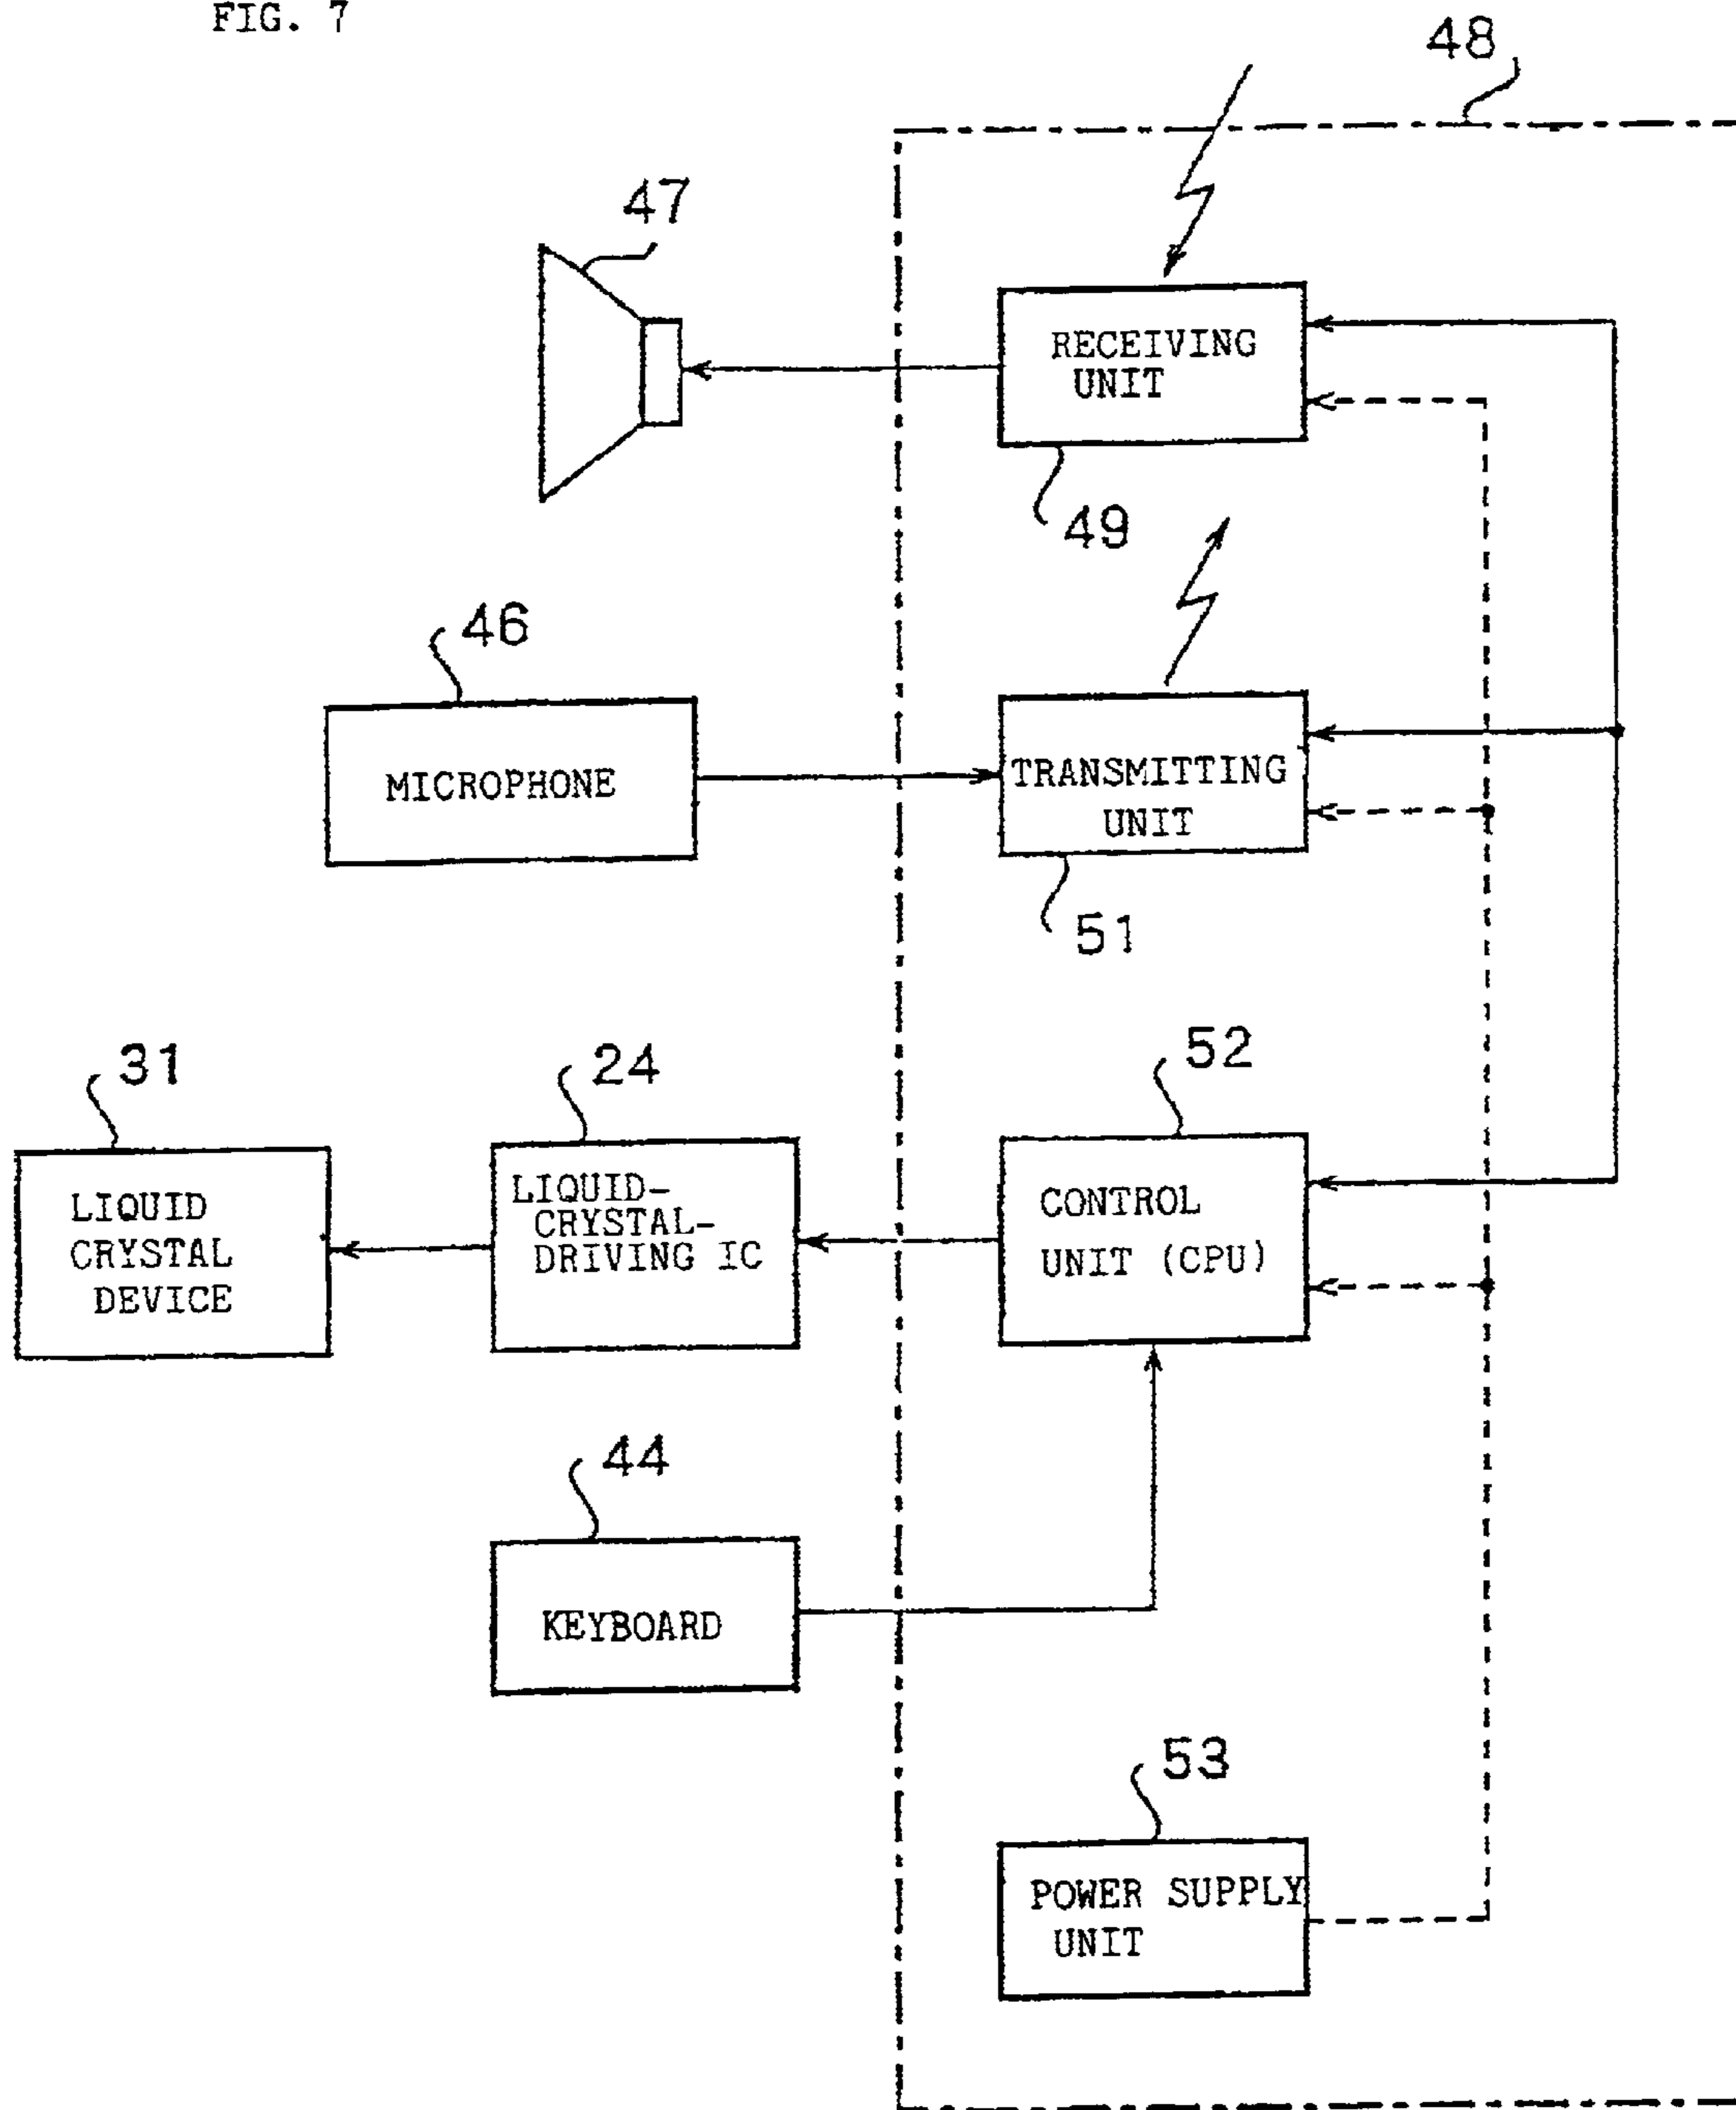 FIG. 7
48
47
RECEIVING
UNIT
49
46
MICROPHONE
TRANSMITTING
UNIT
51
31
LIQUID
CRYSTAL
DEVICE
24
LIQUID-
CRYSTAL-
DRIVING IC
52
CONTROL
UNIT (CPU)
44
KEYBOARD
53
POWER SUPPLY
UNIT